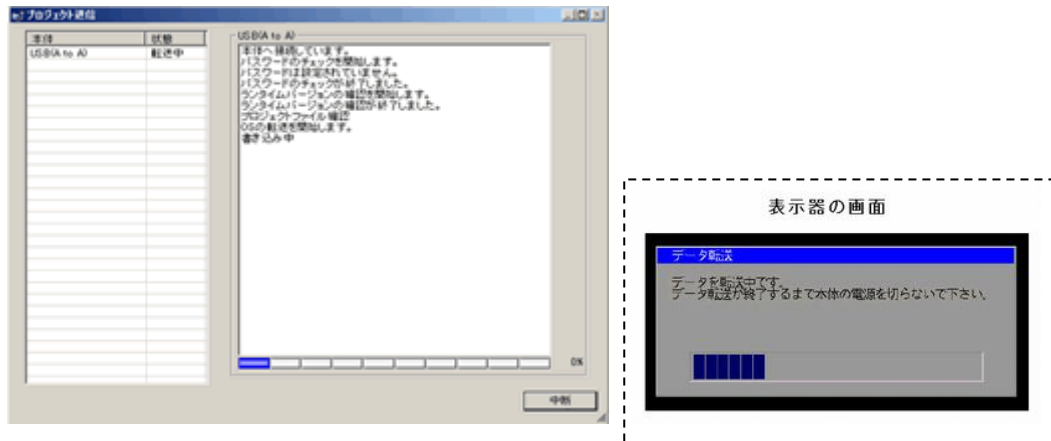 プロジェクト送信
本体 状態
USB(A to A) 転送中
USB(A to A)
本体へ接続しています。
パスワードのチェックを開始します。
パスワードは設定されていません。
パスワードのチェックが終了しました。
ランタイムバージョンの確認を開始します。
ランタイムバージョンの確認が終了しました。
プロジェクトファイル確認
OSの転送を開始します。
書き込み中
0%
中断
表示器の画面
データ転送
データを転送中です。
データ転送が終了するまで本体の電源を切らないで下さい。